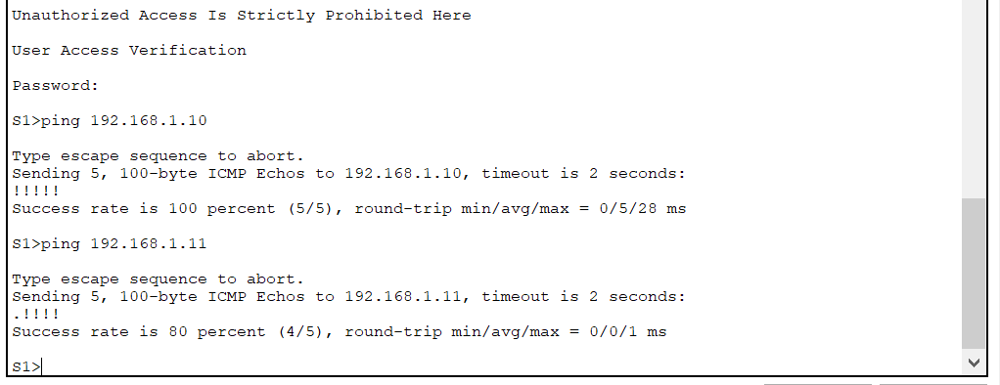 Unauthorized Access Is Strictly Prohibited Here
User Access Verification
Password:
S1>ping 192.168.1.10
Type escape sequence to abort.
Sending 5, 100-byte ICMP Echos to 192.168.1.10, timeout is 2 seconds:
!!!!!
Success rate is 100 percent (5/5), round-trip min/avg/max = 0/5/28 ms
S1>ping 192.168.1.11
Type escape sequence to abort.
Sending 5, 100-byte ICMP Echos to 192.168.1.11, timeout is 2 seconds:
.!!!!
Success rate is 80 percent (4/5), round-trip min/avg/max = 0/0/1 ms
S1>